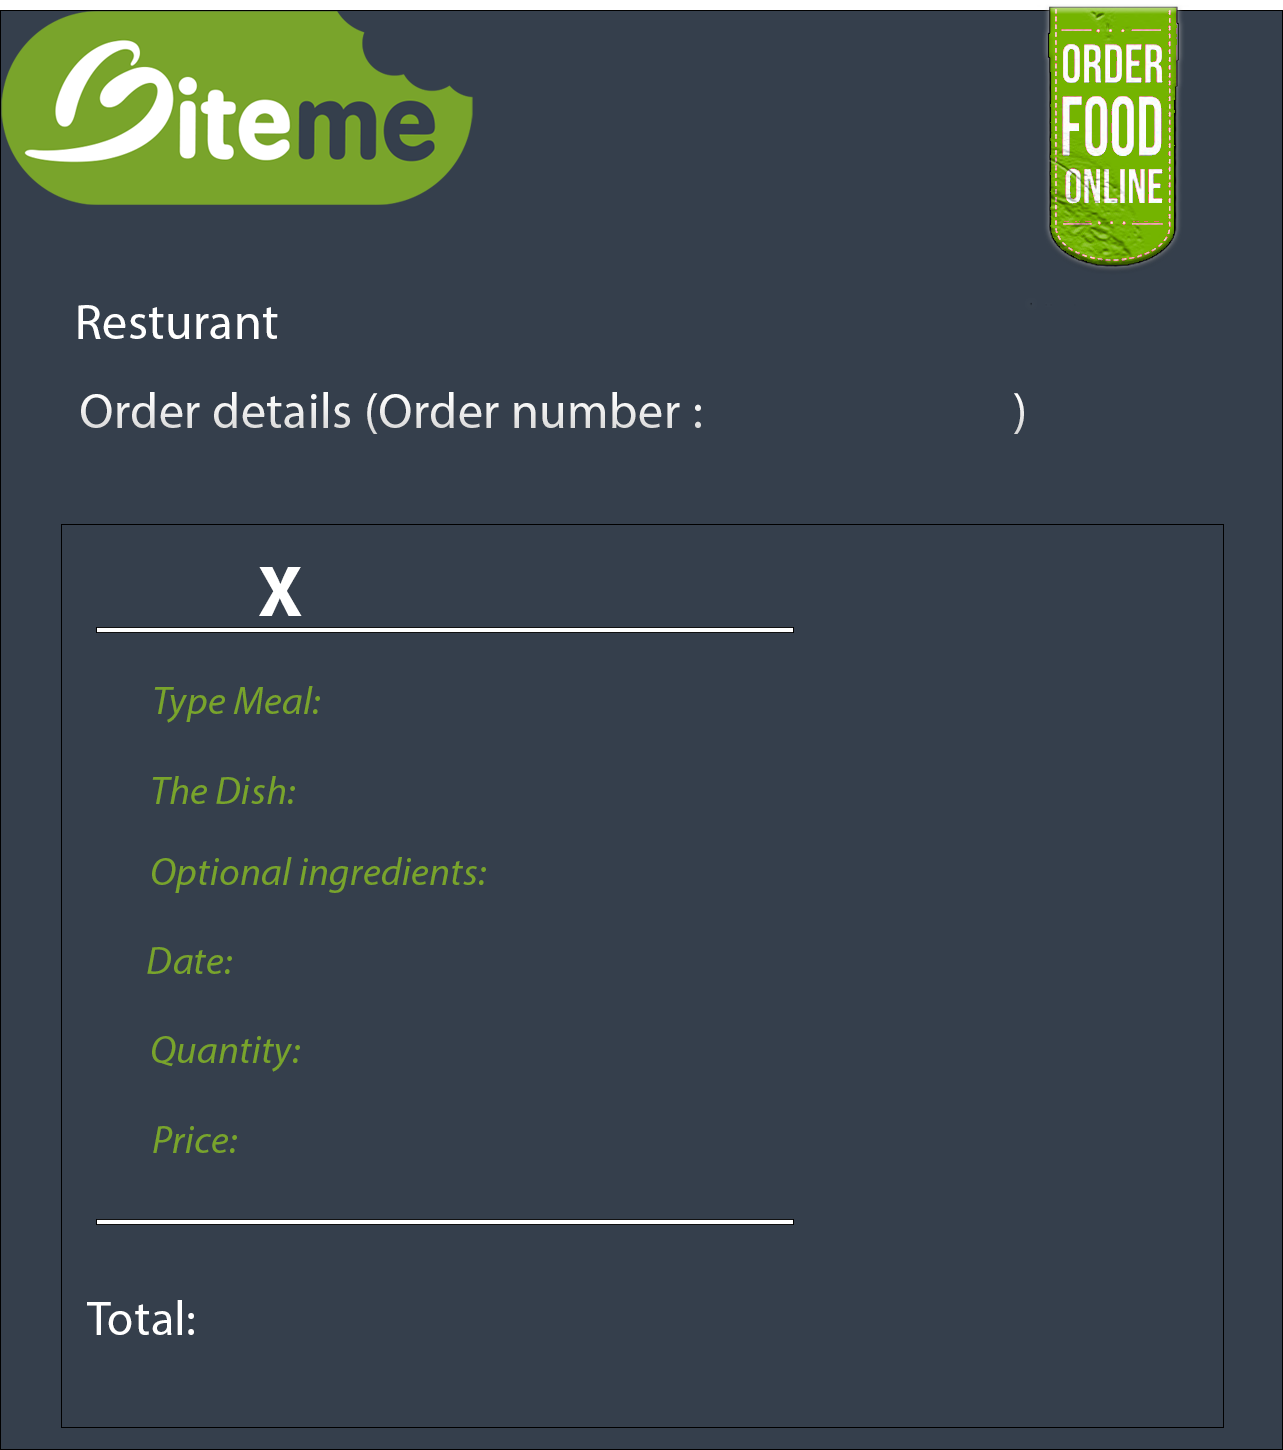 Biteme
ORDER
FOOD
ONLINE
Resturant
Order details (Order number : )
X
Type Meal:
The Dish:
Optional ingredients:
Date:
Quantity:
Price:
Total: